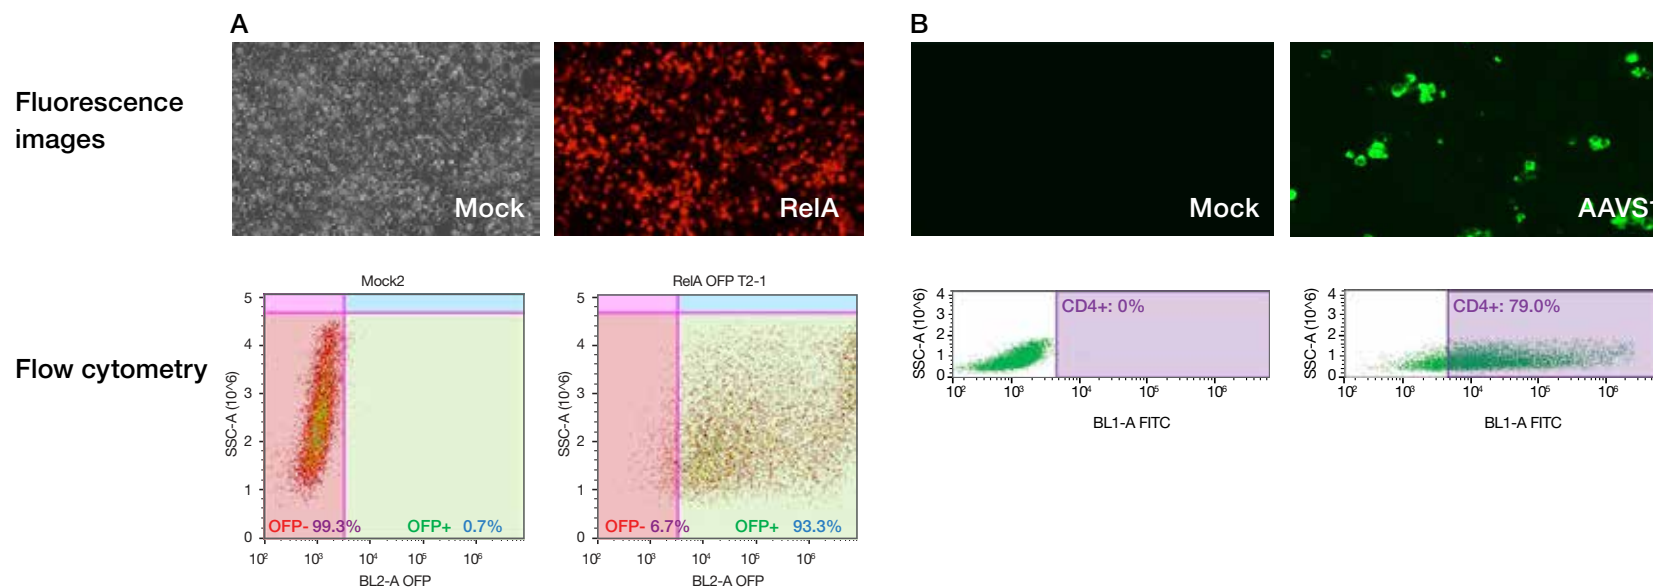 A
B
Fluorescence
images
Mock
RelA
Mock
AAVS1
Flow cytometry
Mock2
5
4
3
2
1
0
SSC-A (10^6)
OFP- 99.3%
OFP+ 0.7%
10² 10³ 10⁴ 10⁵ 10⁶
BL2-A OFP
RelA OFP T2-1
5
4
3
2
1
0
SSC-A (10^6)
OFP- 6.7%
OFP+ 93.3%
10² 10³ 10⁴ 10⁵ 10⁶
BL2-A OFP
4
3
2
1
0
SSC-A (10^6)
CD4+: 0%
10² 10³ 10⁴ 10⁵ 10⁶
BL1-A FITC
4
3
2
1
0
SSC-A (10^6)
CD4+: 79.0%
10² 10³ 10⁴ 10⁵ 10⁶
BL1-A FITC